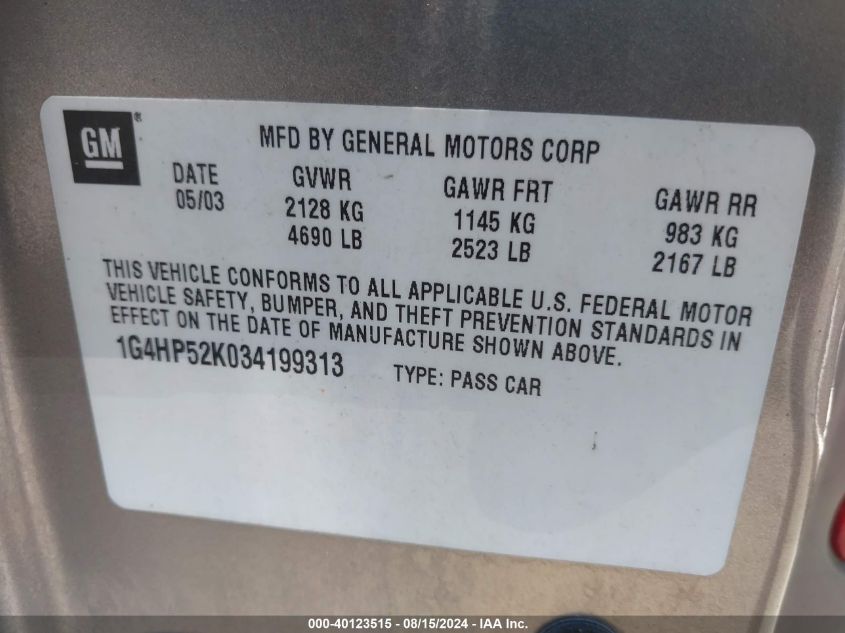 GM®
MFD BY GENERAL MOTORS CORP
DATE GVWR GAWR FRT GAWR RR
05/03 2128 KG 1145 KG 983 KG
4690 LB 2523 LB 2167 LB
THIS VEHICLE CONFORMS TO ALL APPLICABLE U.S. FEDERAL MOTOR
VEHICLE SAFETY, BUMPER, AND THEFT PREVENTION STANDARDS IN
EFFECT ON THE DATE OF MANUFACTURE SHOWN ABOVE.
1G4HP52K034199313 TYPE: PASS CAR
000-40123515 - 08/15/2024 - IAA Inc.